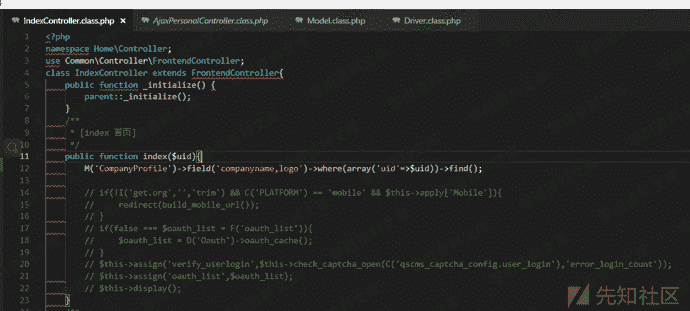 IndexController.class.php × AjaxPersonalController.class.php Model.class.php Driver.class.php
1 <?php
2 namespace Home\Controller;
3 use Common\Controller\FrontendController;
4 class IndexController extends FrontendController{
5 public function _initialize() {
6 parent::_initialize();
7 }
8 /**
9 * [index 首页]
10 */
11 public function index($uid){
12 M('CompanyProfile')->field('companyname,logo')->where(array('uid'=>$uid))->find();
13
14 // if(!I('get.org','','trim') && C('PLATFORM') == 'mobile' && $this->apply['Mobile']){
15 // redirect(build_mobile_url());
16 // }
17 // if(false === $oauth_list = F('oauth_list')){
18 // $oauth_list = D('Oauth')->oauth_cache();
19 // }
20 // $this->assign('verify_userlogin',$this->check_captcha_open(C('qscms_captcha_config.user_login'),'error_login_count'));
21 // $this->assign('oauth_list',$oauth_list);
22 // $this->display();
23 }
先知社区